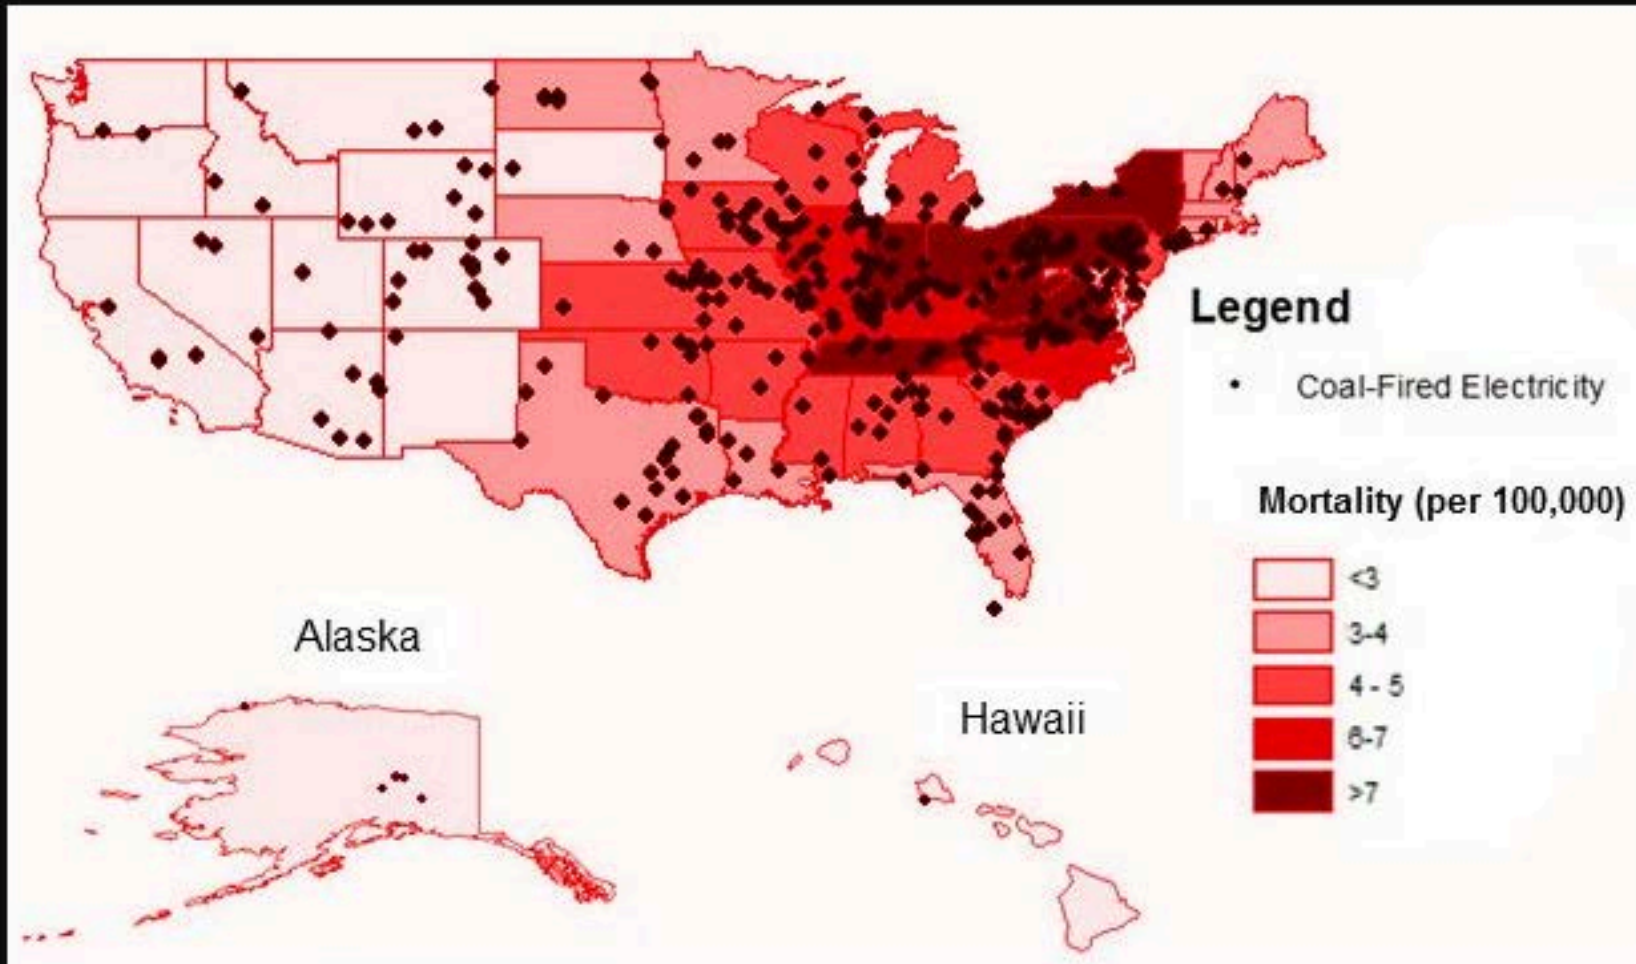 Legend
Coal-Fired Electricity
Mortality (per 100,000)
<3
3-4
4 - 5
6-7
>7
Alaska
Hawaii